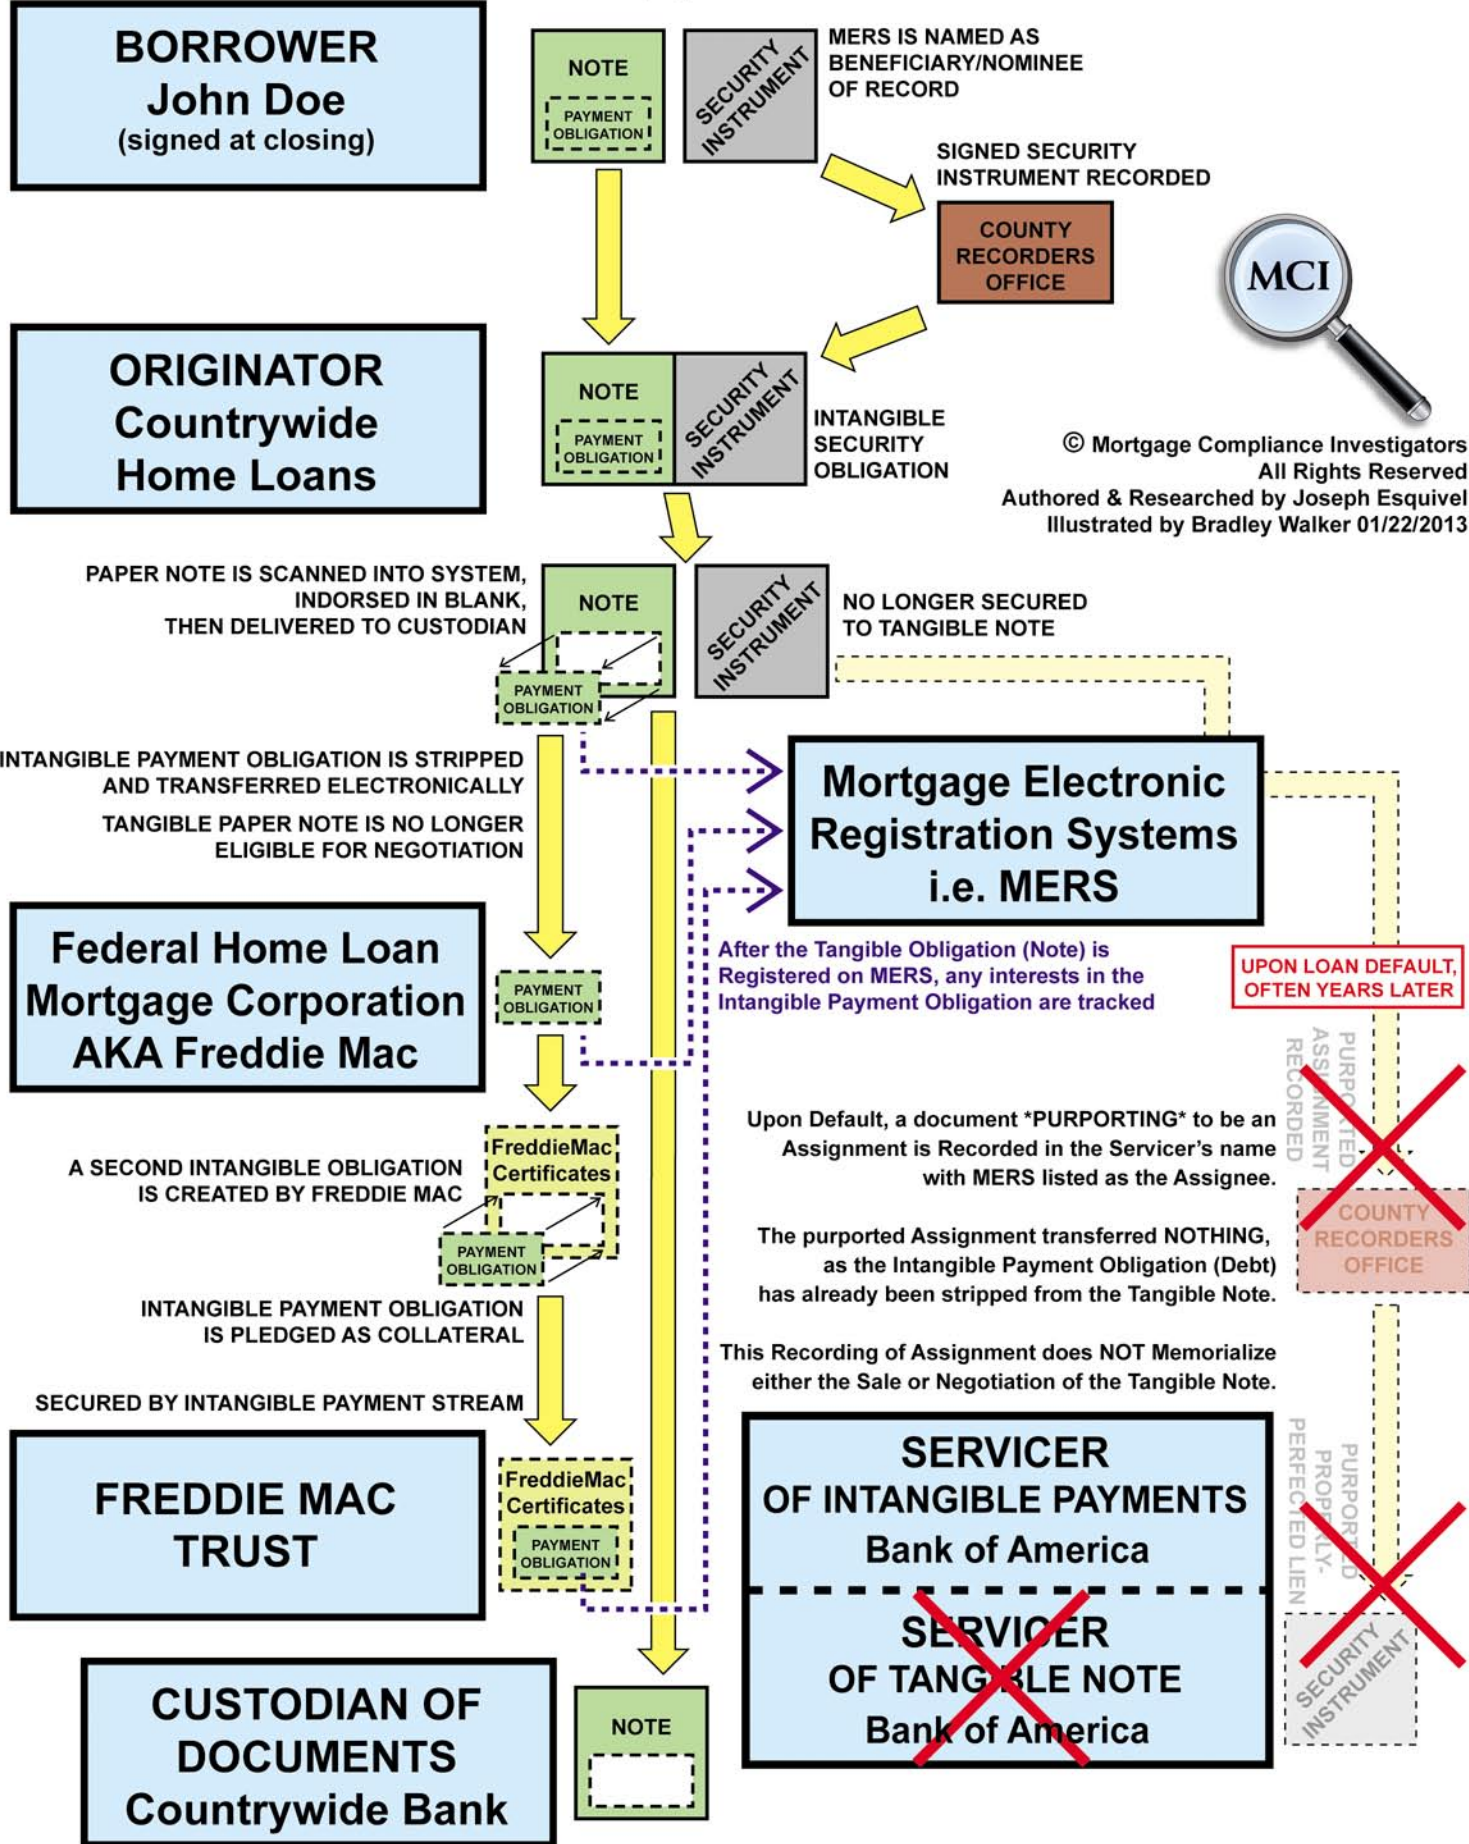 BORROWER
John Doe
(signed at closing)
NOTE
PAYMENT
OBLIGATION
SECURITY
INSTRUMENT
MERS IS NAMED AS
BENEFICIARY/NOMINEE
OF RECORD
SIGNED SECURITY
INSTRUMENT RECORDED
COUNTY
RECORDERS
OFFICE
MCI
© Mortgage Compliance Investigators
All Rights Reserved
Authored & Researched by Joseph Esquivel
Illustrated by Bradley Walker 01/22/2013
ORIGINATOR
Countrywide
Home Loans
NOTE
PAYMENT
OBLIGATION
SECURITY
INSTRUMENT
INTANGIBLE
SECURITY
OBLIGATION
PAPER NOTE IS SCANNED INTO SYSTEM,
INDORSED IN BLANK,
THEN DELIVERED TO CUSTODIAN
NOTE
PAYMENT
OBLIGATION
SECURITY
INSTRUMENT
NO LONGER SECURED
TO TANGIBLE NOTE
INTANGIBLE PAYMENT OBLIGATION IS STRIPPED
AND TRANSFERRED ELECTRONICALLY
TANGIBLE PAPER NOTE IS NO LONGER
ELIGIBLE FOR NEGOTIATION
Mortgage Electronic
Registration Systems
i.e. MERS
After the Tangible Obligation (Note) is
Registered on MERS, any interests in the
Intangible Payment Obligation are tracked
UPON LOAN DEFAULT,
OFTEN YEARS LATER
Federal Home Loan
Mortgage Corporation
AKA Freddie Mac
PAYMENT
OBLIGATION
PURPORTED
ASSIGNMENT
RECORDED
Upon Default, a document *PURPORTING* to be an
Assignment is Recorded in the Servicer's name
with MERS listed as the Assignee.
The purported Assignment transferred NOTHING,
as the Intangible Payment Obligation (Debt)
has already been stripped from the Tangible Note.
This Recording of Assignment does NOT Memorialize
either the Sale or Negotiation of the Tangible Note.
COUNTY
RECORDERS
OFFICE
A SECOND INTANGIBLE OBLIGATION
IS CREATED BY FREDDIE MAC
FreddieMac
Certificates
PAYMENT
OBLIGATION
INTANGIBLE PAYMENT OBLIGATION
IS PLEDGED AS COLLATERAL
SECURED BY INTANGIBLE PAYMENT STREAM
FREDDIE MAC
TRUST
FreddieMac
Certificates
PAYMENT
OBLIGATION
SERVICER
OF INTANGIBLE PAYMENTS
Bank of America
SERVICER
OF TANGIBLE NOTE
Bank of America
PURPORTED
PROPERLY-
PERFECTED LIEN
SECURITY
INSTRUMENT
CUSTODIAN OF
DOCUMENTS
Countrywide Bank
NOTE